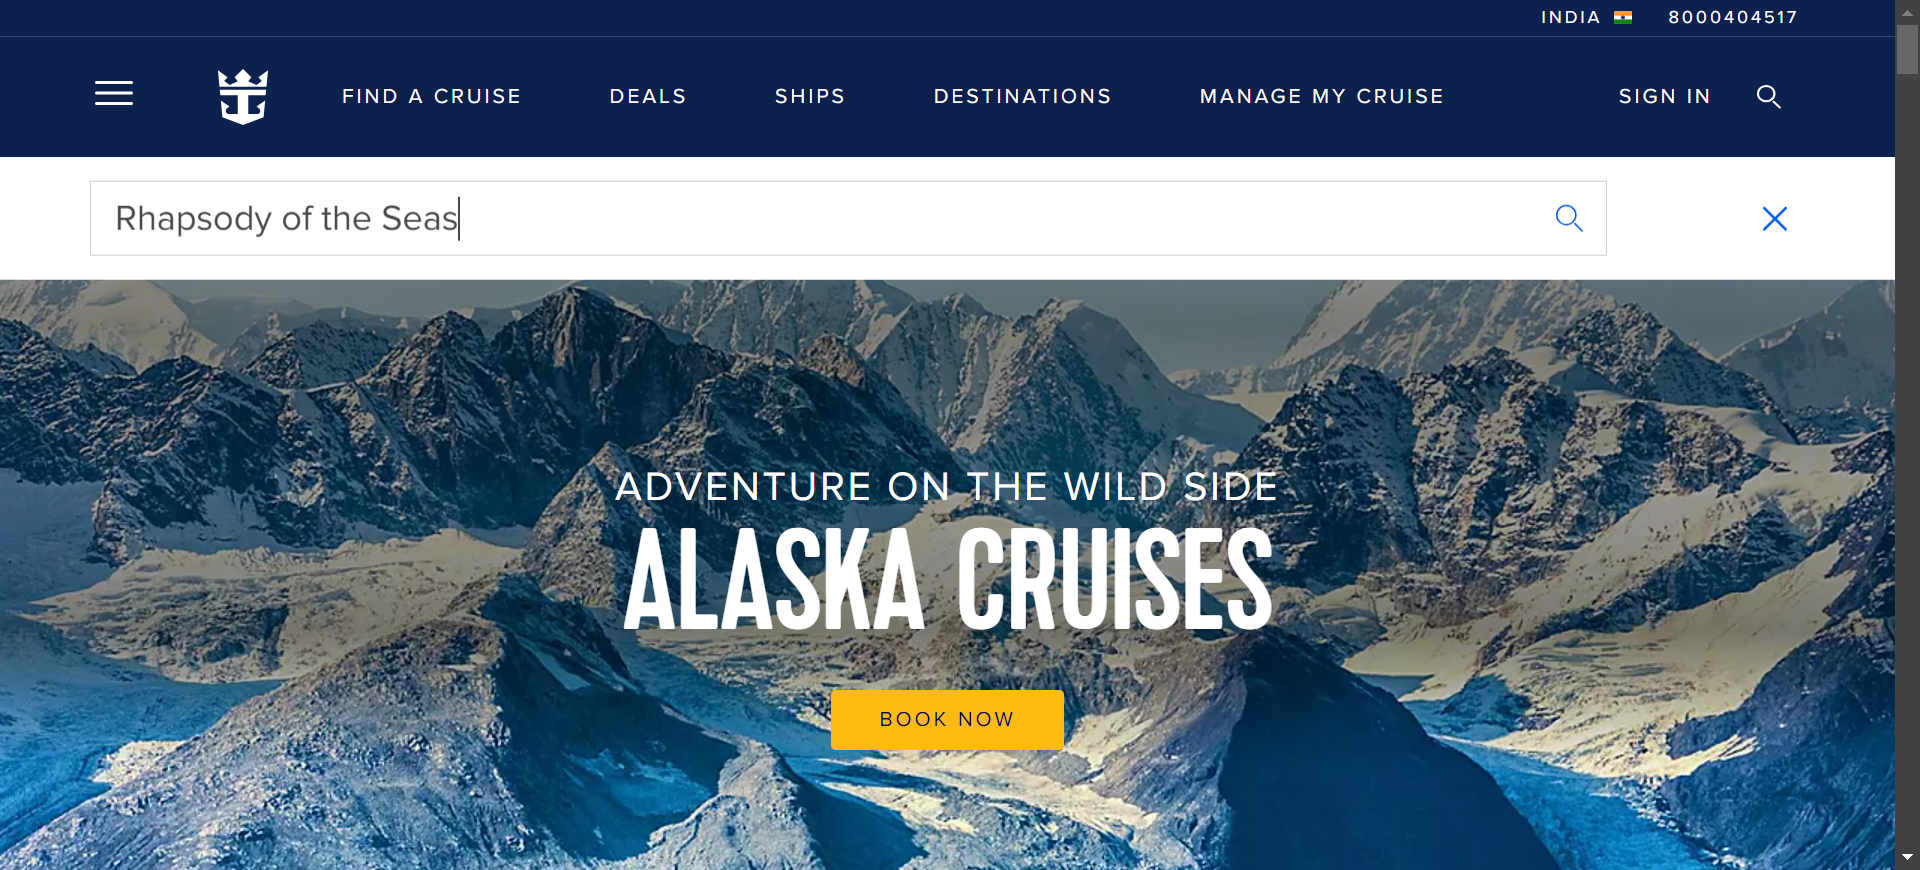 INDIA 8000404517
FIND A CRUISE DEALS SHIPS DESTINATIONS MANAGE MY CRUISE SIGN IN
Rhapsody of the Seas
ADVENTURE ON THE WILD SIDE
ALASKA CRUISES
BOOK NOW